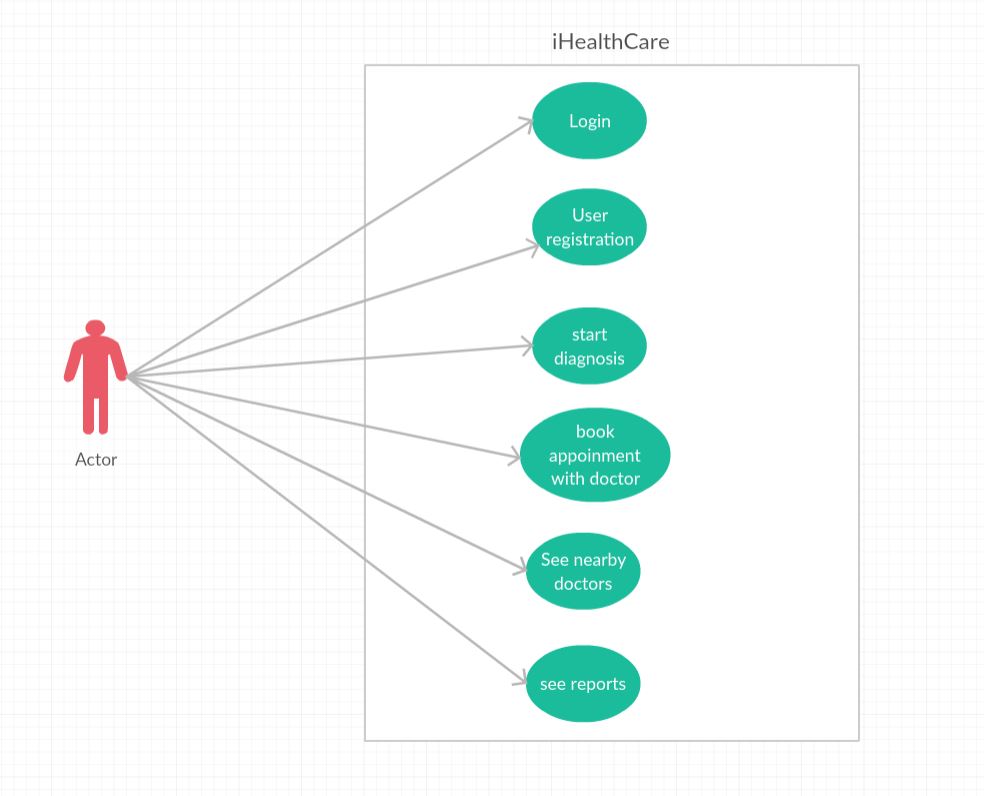 iHealthCare
Login
User
registration
start
diagnosis
book
appoinment
with doctor
Actor
See nearby
doctors
see reports